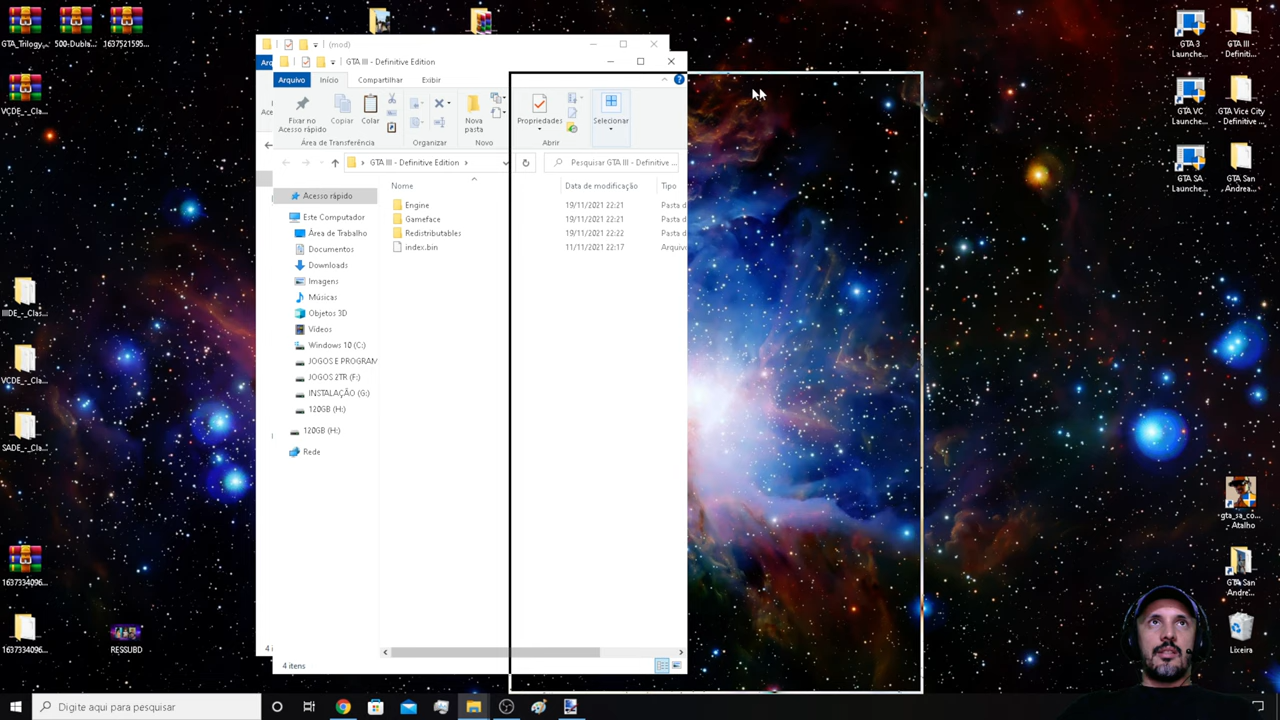 GTA_Trilogy...
500-Dubla...
1637521595...
VCDE_-_Cla...
IIIDE_-_Clas...
VCDE_-_Cla...
SADE_-_Cla...
1637334096...
1637334096...
RESSUBD
(mod)
GTA III - Definitive Edition
Arquivo
Início
Compartilhar
Exibir
Fixar no
Acesso rápido
Copiar
Colar
Nova
pasta
Propriedades
Selecionar
Área de Transferência
Organizar
Novo
Abrir
GTA III - Definitive Edition
Pesquisar GTA III - Definitive ...
Nome
Data de modificação
Tipo
Engine
19/11/2021 22:21
Pasta d
Gameface
19/11/2021 22:21
Pasta d
Redistributables
19/11/2021 22:22
Pasta d
index.bin
11/11/2021 22:17
Arquivo
Acesso rápido
Este Computador
Área de Trabalho
Documentos
Downloads
Imagens
Músicas
Objetos 3D
Vídeos
Windows 10 (C:)
JOGOS E PROGRAM
JOGOS 2TR (F:)
INSTALAÇÃO (G:)
120GB (H:)
120GB (H:)
Rede
4 itens
GTA 3
Launche...
GTA III
Definiti...
GTA VC
Launche...
Vice City -
Definiti...
GTA SA
Launche...
San
Andrea...
gta_sa_co...
Atalho
GTA San
Andre...
Lixeira
Digite aqui para pesquisar